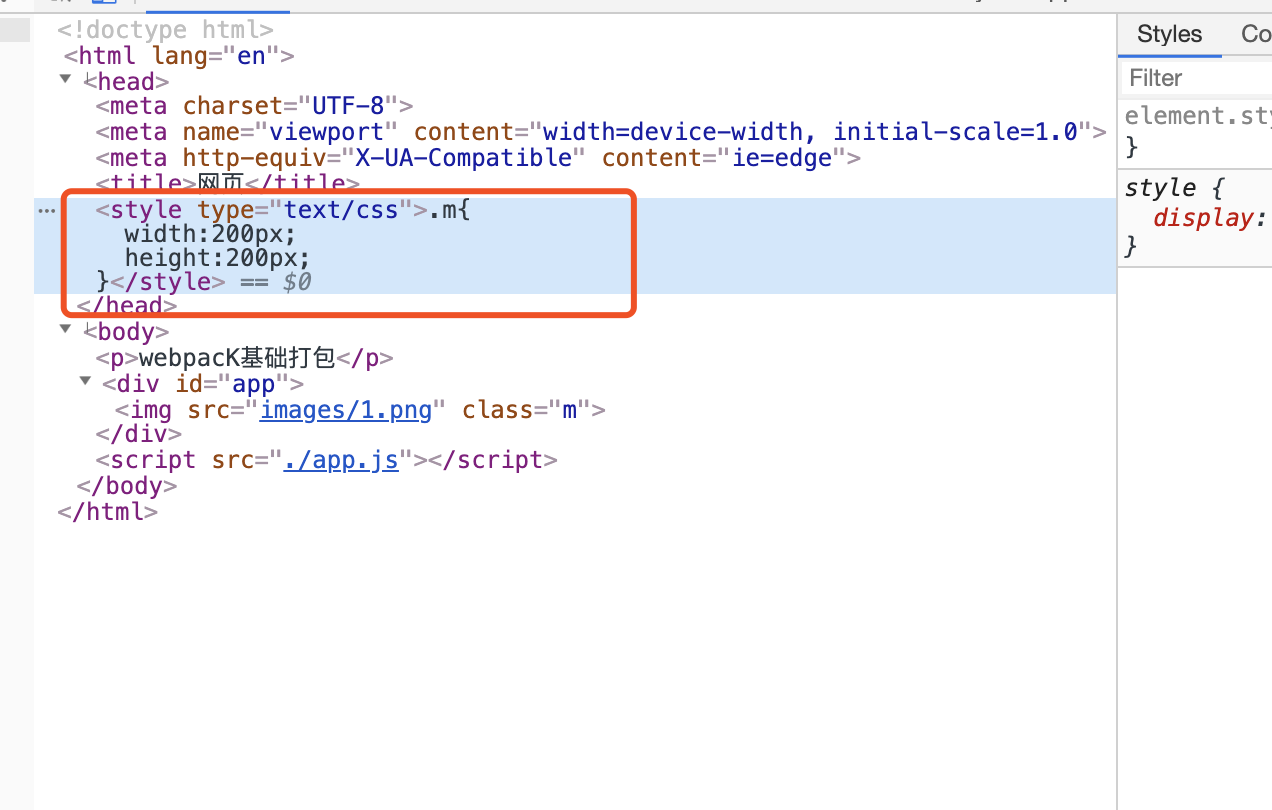 <!doctype html>
<html lang="en">
<head>
<meta charset="UTF-8">
<meta name="viewport" content="width=device-width, initial-scale=1.0">
<meta http-equiv="X-UA-Compatible" content="ie=edge">
<title>网页</title>
<style type="text/css">.m{
width:200px;
height:200px;
}</style> == $0
</head>
<body>
<p>webpacK基础打包</p>
<div id="app">
<img src="images/1.png" class="m">
</div>
<script src="./app.js"></script>
</body>
</html>
Styles Co
Filter
element.sty
}
style {
display:
}